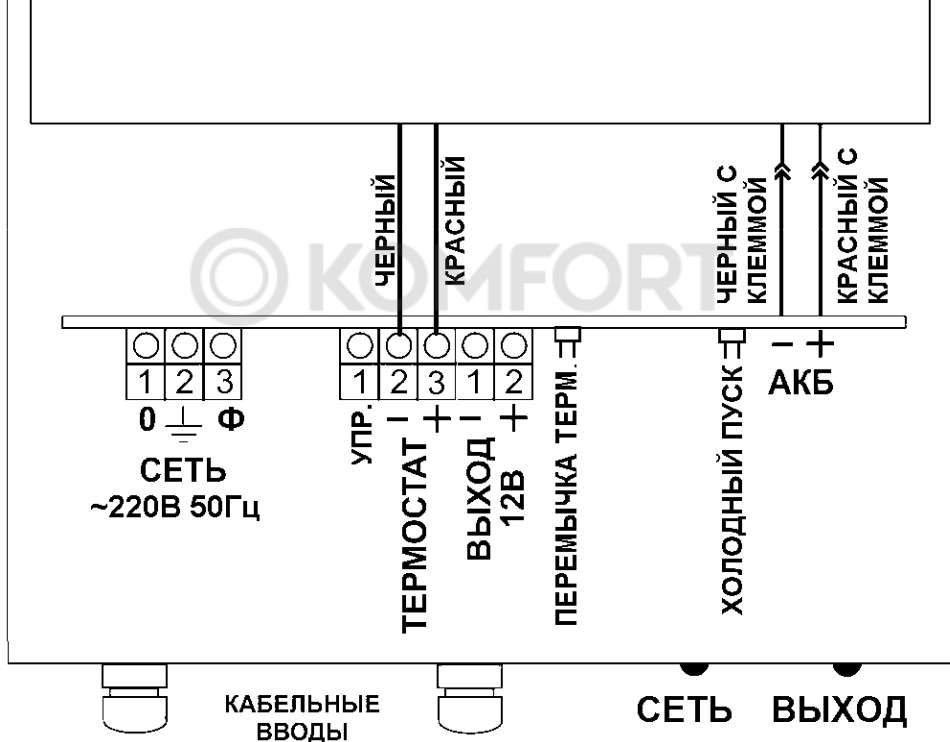 ЧЕРНЫЙ
КРАСНЫЙ
ЧЕРНЫЙ С
КЛЕММОЙ
КРАСНЫЙ С
КЛЕММОЙ
KOMFORT
1 2 3
1 2 3 1 2
0 Ф
УПР. - + - +
- +
АКБ
СЕТЬ
~220В 50Гц
ТЕРМОСТАТ
ВЫХОД
12В
ПЕРЕМЫЧКА ТЕРМ.
ХОЛОДНЫЙ ПУСК
КАБЕЛЬНЫЕ
ВВОДЫ
СЕТЬ
ВЫХОД